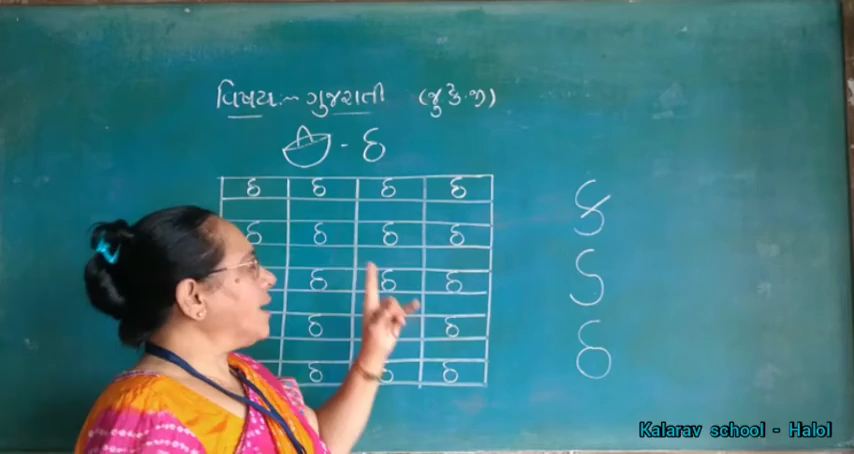 વિષય:- ગુજરાતી (જુ કે.જી)
- ઠ
ઠ ઠ ઠ ઠ
ઠ ઠ ઠ ઠ
ઠ ઠ ઠ
ઠ ઠ
ઠ ઠ ઠ
ક
ડ
ઠ
Kalarav school - Halol